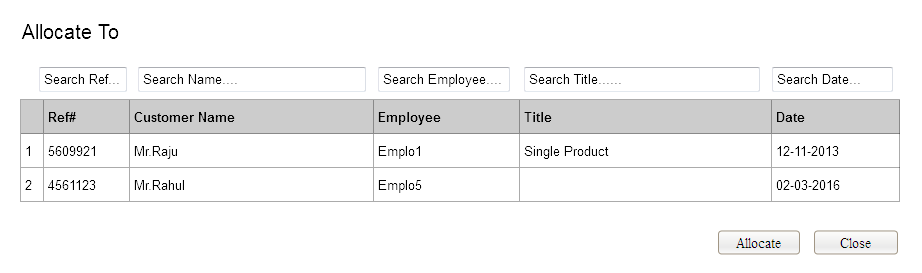 Allocate To
Search Ref... Search Name.... Search Employee.... Search Title...... Search Date...
Ref# Customer Name Employee Title Date
1 5609921 Mr.Raju Emplo1 Single Product 12-11-2013
2 4561123 Mr.Rahul Emplo5 02-03-2016
Allocate Close